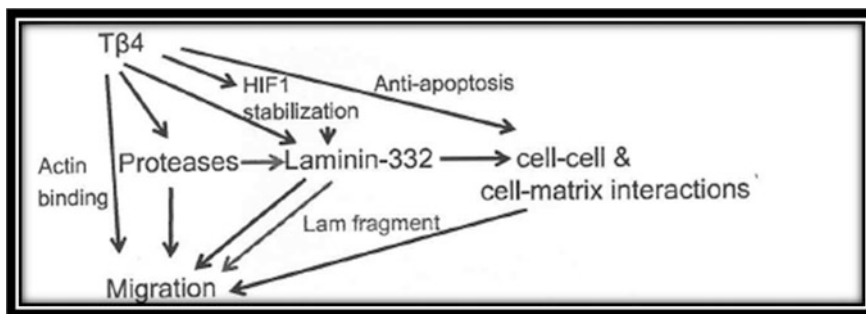 Tβ4
HIF1
stabilization
Anti-apoptosis
Actin
binding
Proteases
Laminin-332
cell-cell &
cell-matrix interactions
Lam fragment
Migration